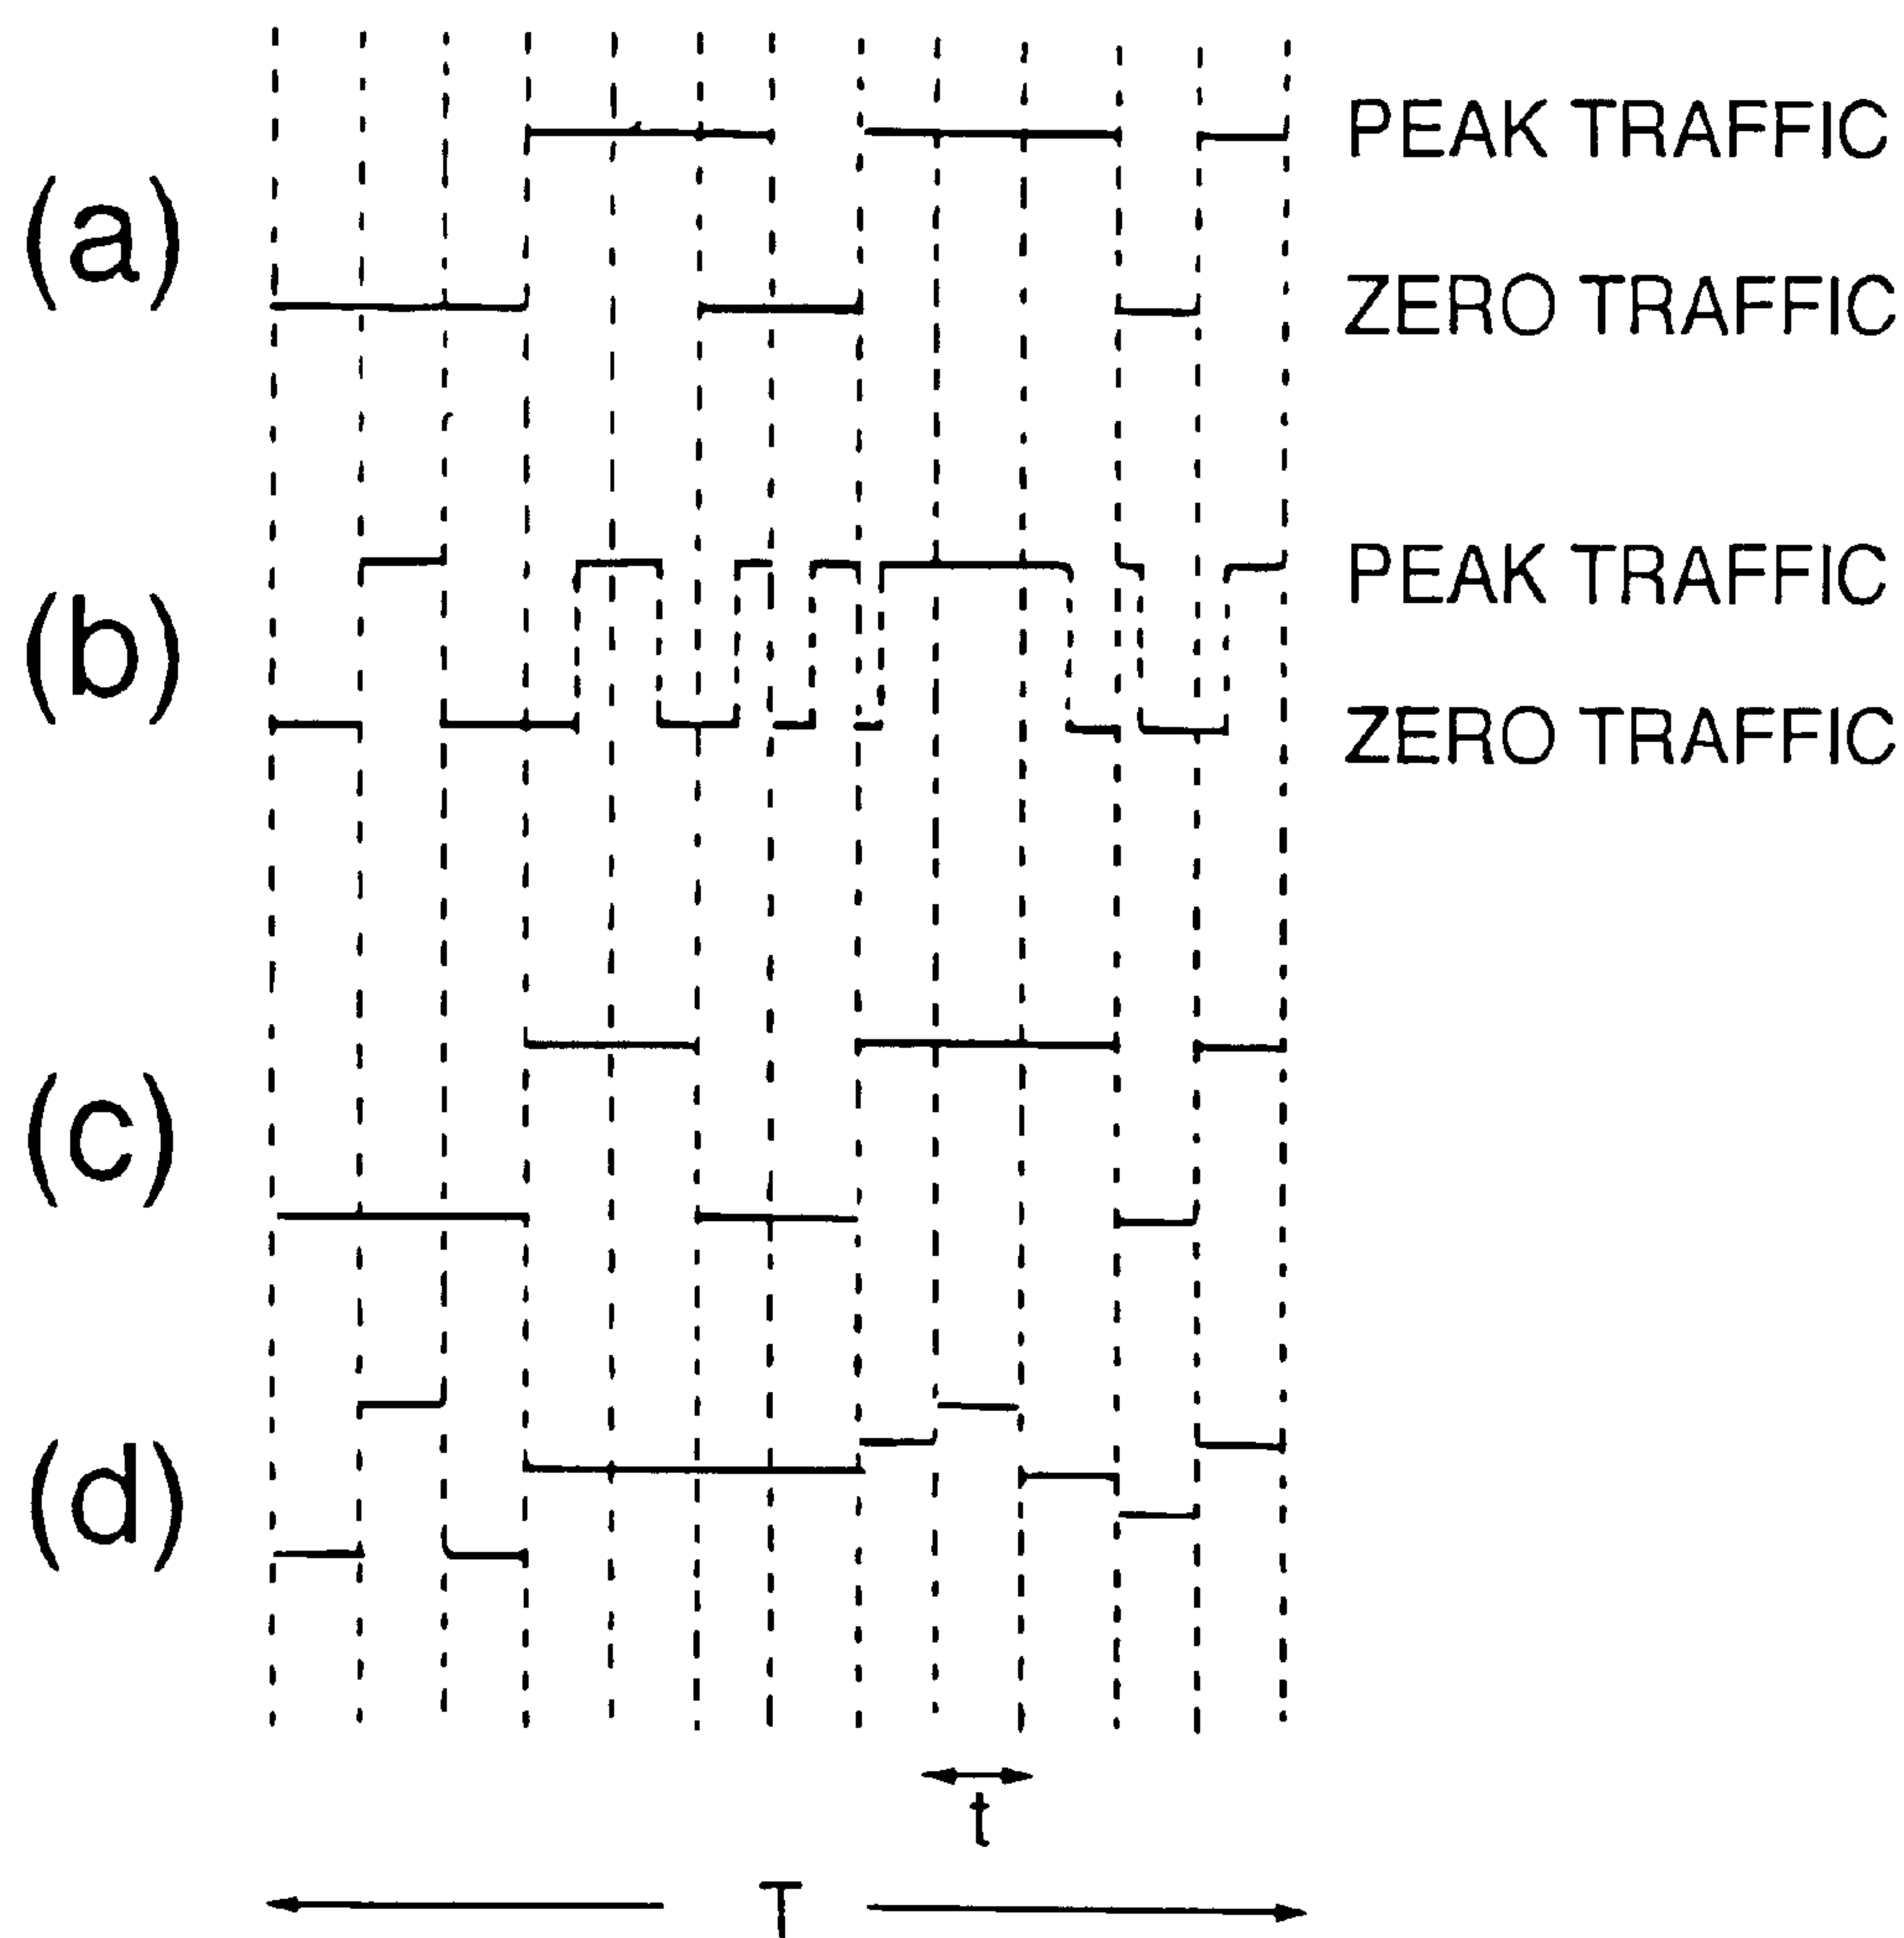 PEAK TRAFFIC
(a)
ZERO TRAFFIC
PEAK TRAFFIC
(b)
ZERO TRAFFIC
(c)
(d)
t
T